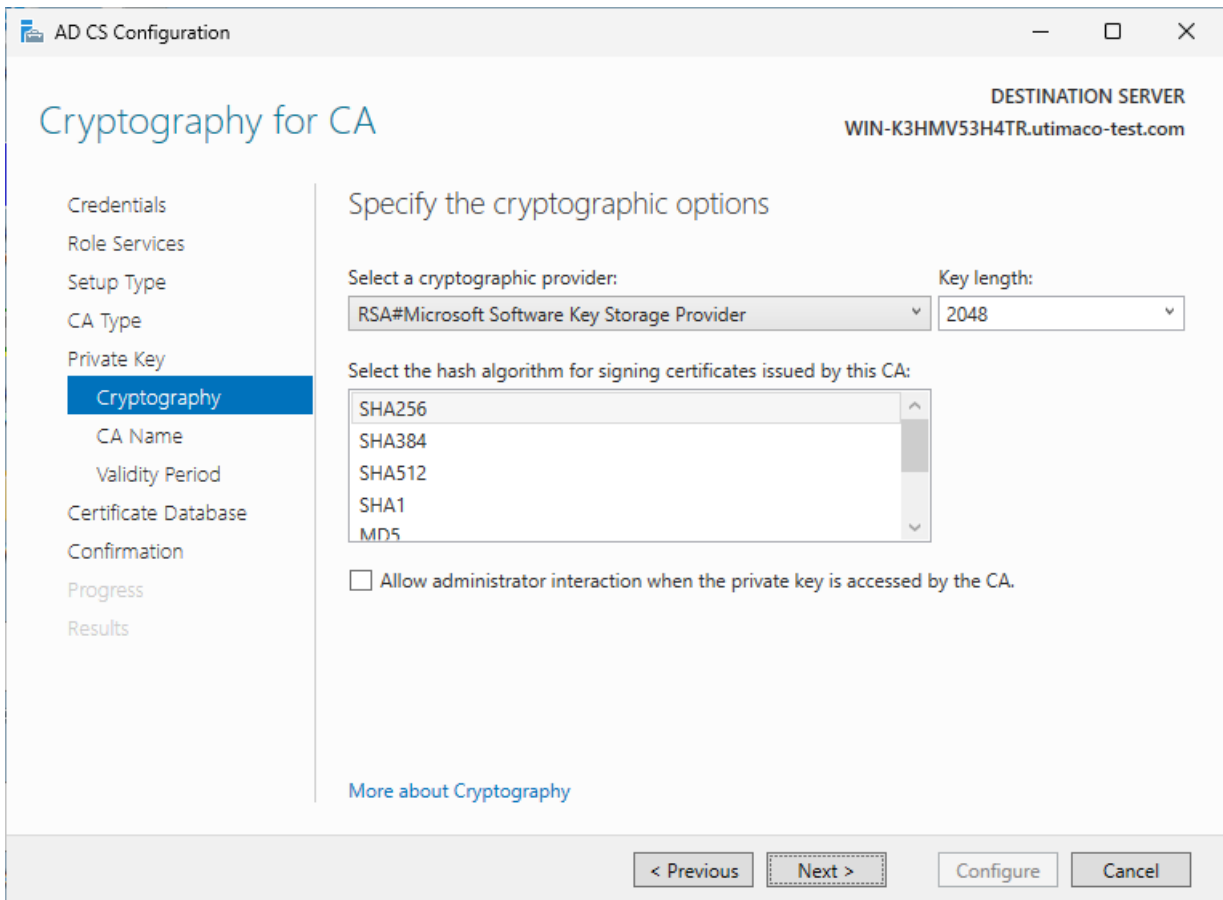 AD CS Configuration
DESTINATION SERVER
WIN-K3HMV53H4TR.utimaco-test.com
Cryptography for CA
Credentials
Role Services
Setup Type
CA Type
Private Key
Cryptography
CA Name
Validity Period
Certificate Database
Confirmation
Progress
Results
Specify the cryptographic options
Select a cryptographic provider:
Key length:
RSA#Microsoft Software Key Storage Provider
2048
Select the hash algorithm for signing certificates issued by this CA:
SHA256
SHA384
SHA512
SHA1
MD5
Allow administrator interaction when the private key is accessed by the CA.
More about Cryptography
< Previous
Next >
Configure
Cancel